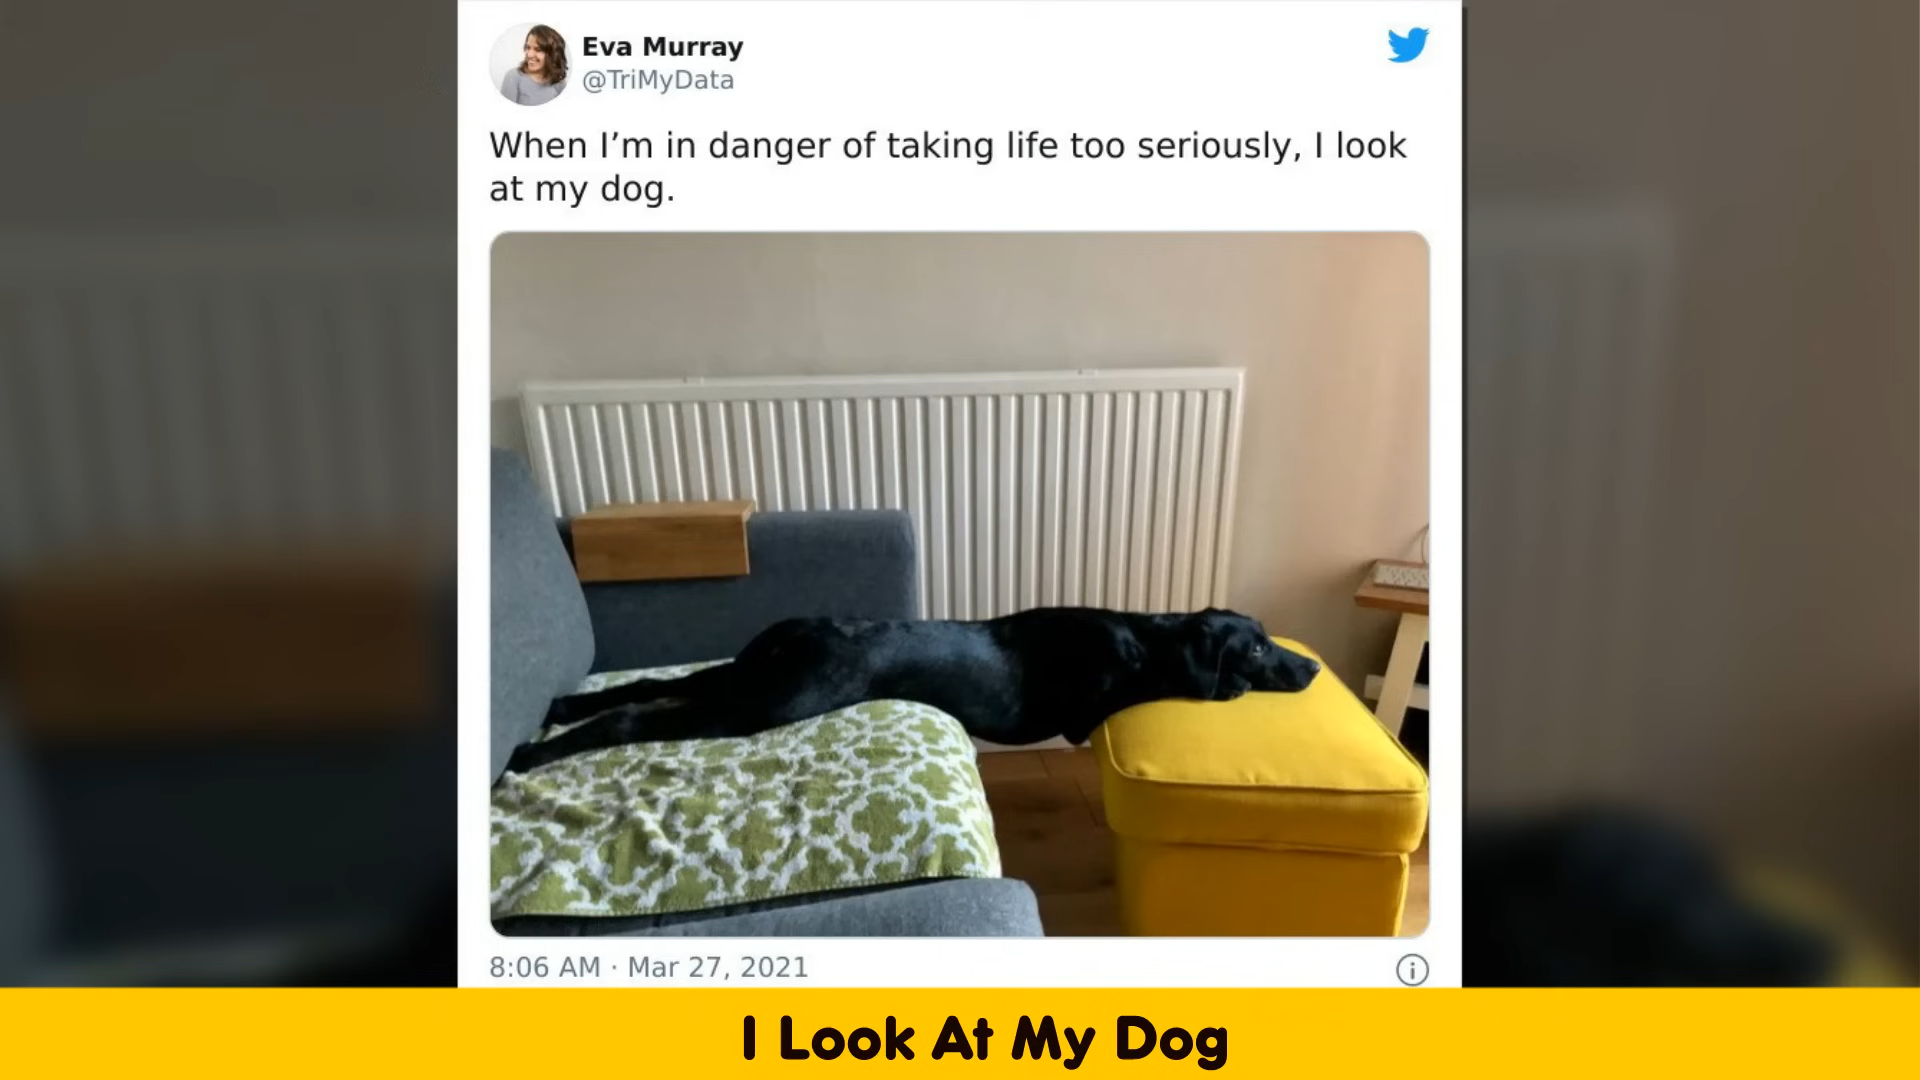 Eva Murray
@TriMyData
When I’m in danger of taking life too seriously, I look
at my dog.
8:06 AM · Mar 27, 2021
I Look At My Dog